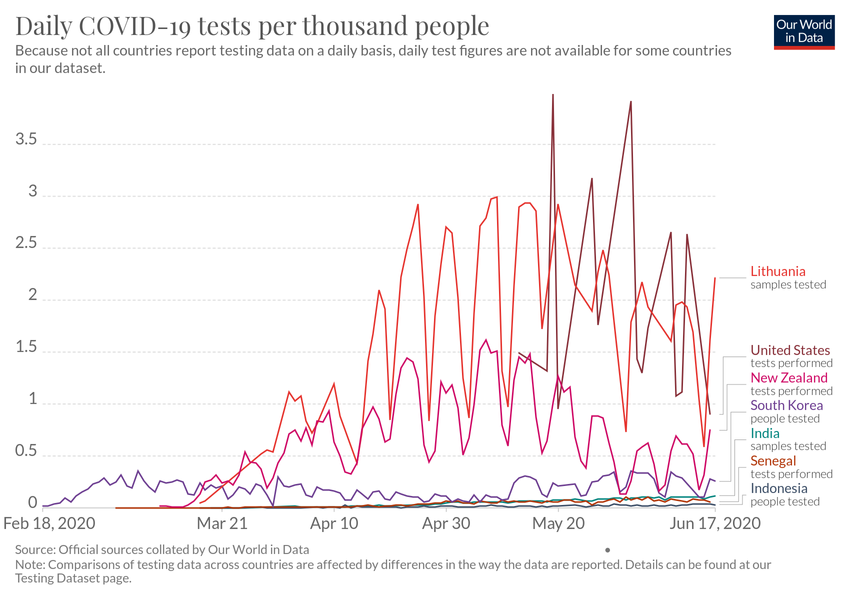 Daily COVID-19 tests per thousand people
Our World
in Data
Because not all countries report testing data on a daily basis, daily test figures are not available for some countries
in our dataset.
3.5
3
2.5
2
1.5
1
0.5
0
Feb 18, 2020
Mar 21
Apr 10
Apr 30
May 20
Jun 17, 2020
Lithuania
samples tested
United States
tests performed
New Zealand
tests performed
South Korea
people tested
India
samples tested
Senegal
tests performed
Indonesia
people tested
Source: Official sources collated by Our World in Data
Note: Comparisons of testing data across countries are affected by differences in the way the data are reported. Details can be found at our
Testing Dataset page.